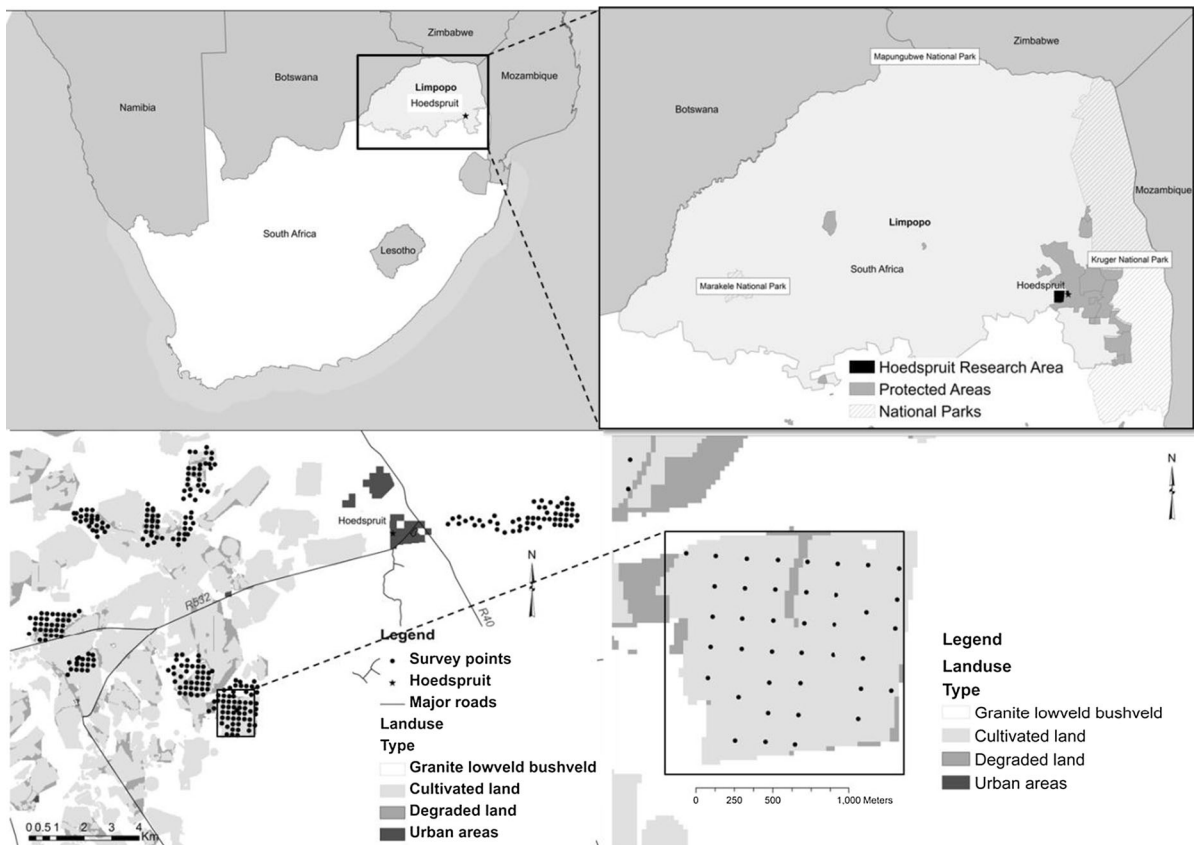 Zimbabwe
Botswana
Mozambique
Limpopo
Hoedspruit
Namibia
South Africa
Lesotho
Zimbabwe
Mapungubwe National Park
Botswana
Mozambique
Limpopo
Kruger National Park
South Africa
Marakele National Park
Hoedspruit
Hoedspruit Research Area
Protected Areas
National Parks
Hoedspruit
N
R532
R40
Legend
Survey points
Hoedspruit
Major roads
Landuse
Type
Granite lowveld bushveld
Cultivated land
Degraded land
Urban areas
0 0.5 1 2 3 4
Km
N
Legend
Landuse
Type
Granite lowveld bushveld
Cultivated land
Degraded land
Urban areas
0 250 500 1,000 Meters